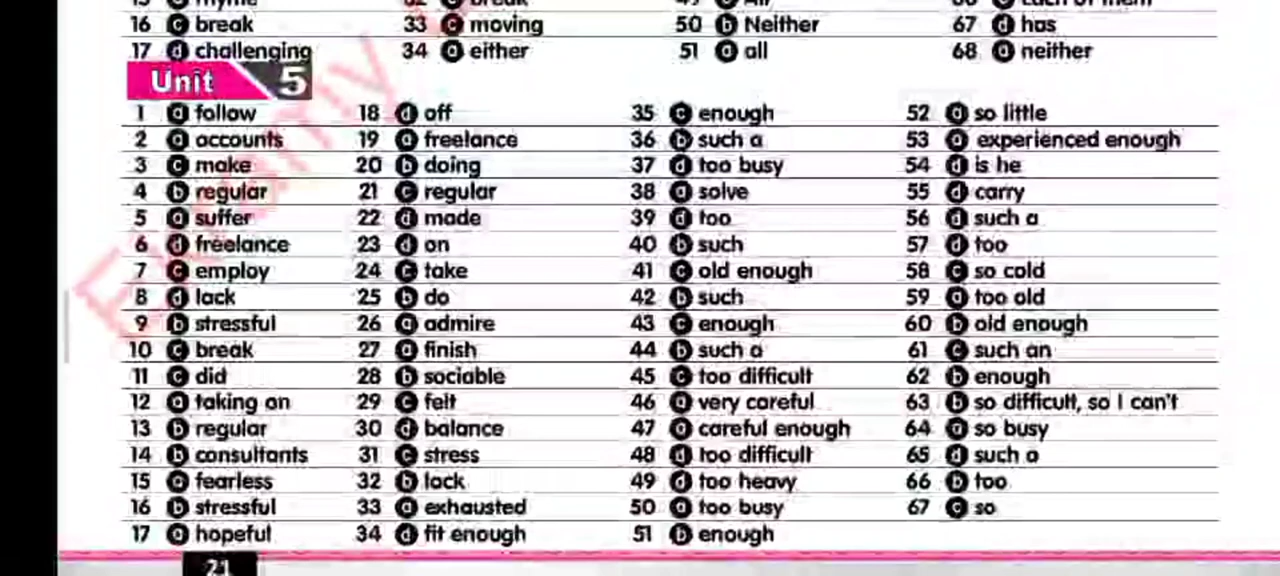 16 c break 33 c moving 50 b Neither 67 d has
17 d challenging 34 a either 51 a all 68 a neither
Unit 5
1 a follow 18 d off 35 c enough 52 d so little
2 a accounts 19 a freelance 36 b such a 53 a experienced enough
3 c make 20 b doing 37 d too busy 54 d is he
4 b regular 21 c regular 38 a solve 55 d carry
5 a suffer 22 d made 39 d too 56 d such a
6 d freelance 23 d on 40 b such 57 d too
7 c employ 24 c take 41 c old enough 58 c so cold
8 d lack 25 b do 42 b such 59 a too old
9 b stressful 26 a admire 43 c enough 60 b old enough
10 c break 27 a finish 44 b such a 61 c such an
11 c did 28 b sociable 45 c too difficult 62 b enough
12 a taking on 29 c felt 46 a very careful 63 b so difficult, so I can't
13 b regular 30 d balance 47 a careful enough 64 a so busy
14 b consultants 31 c stress 48 d too difficult 65 d such a
15 a fearless 32 b lack 49 d too heavy 66 b too
16 b stressful 33 a exhausted 50 a too busy 67 c so
17 a hopeful 34 d fit enough 51 b enough
21